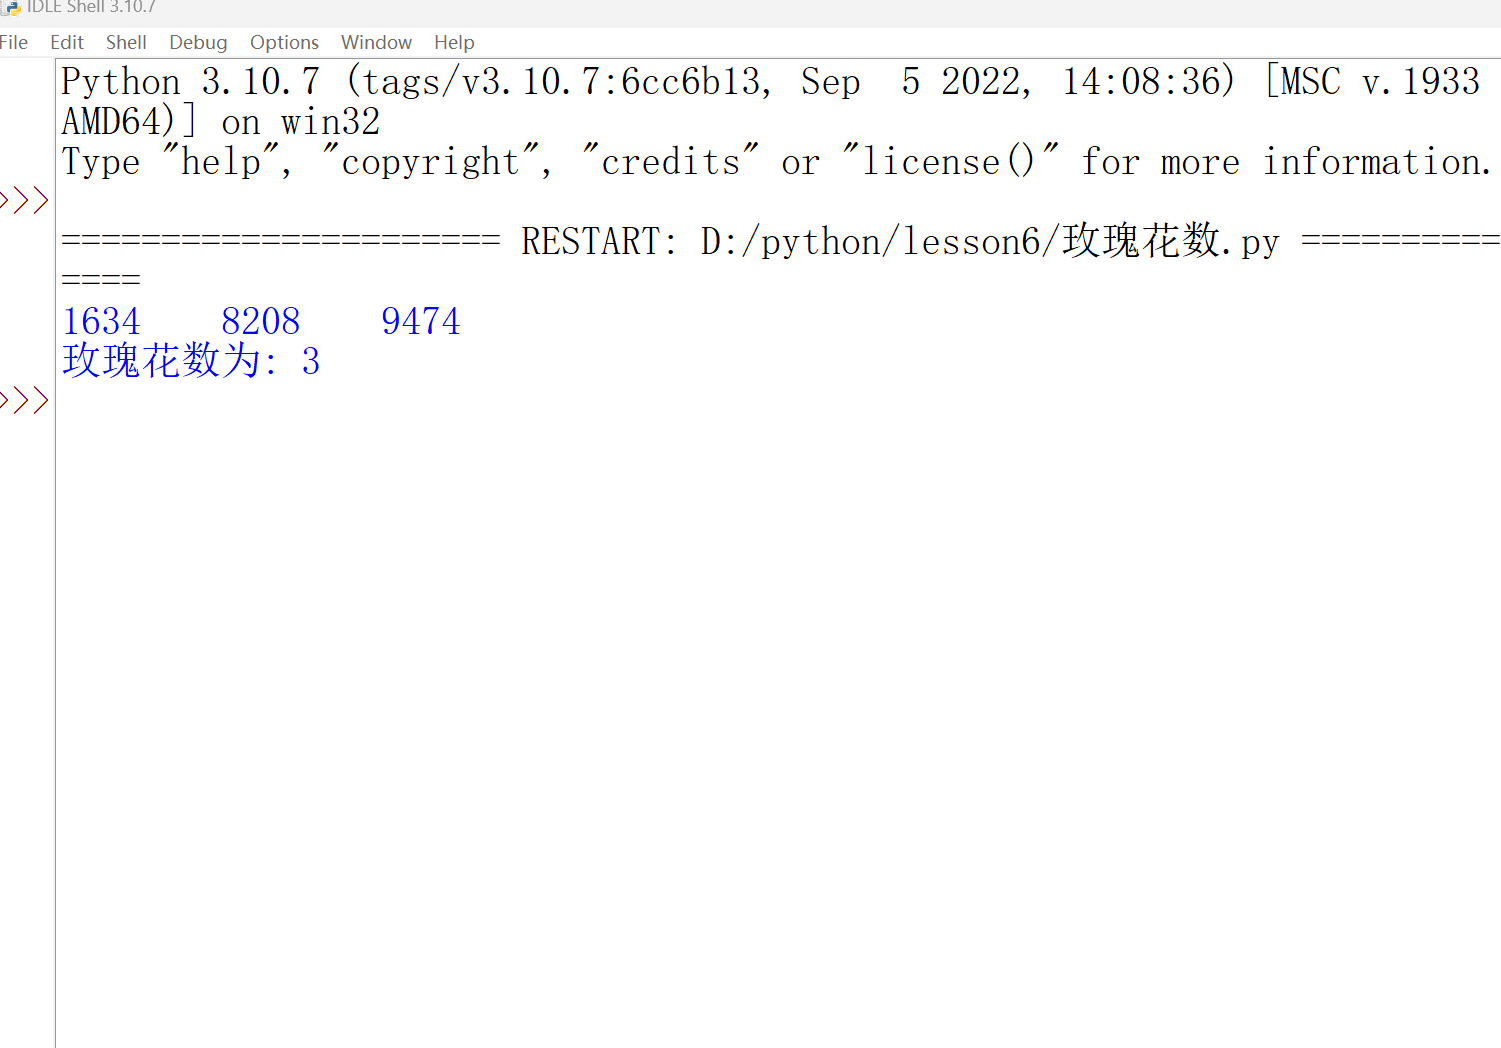 IDLE Shell 3.10.7
File Edit Shell Debug Options Window Help
Python 3.10.7 (tags/v3.10.7:6cc6b13, Sep  5 2022, 14:08:36) [MSC v.1933
AMD64)] on win32
Type "help", "copyright", "credits" or "license()" for more information.
>>>
====================== RESTART: D:/python/lesson6/玫瑰花数.py ==========
====
1634    8208    9474
玫瑰花数为: 3
>>>